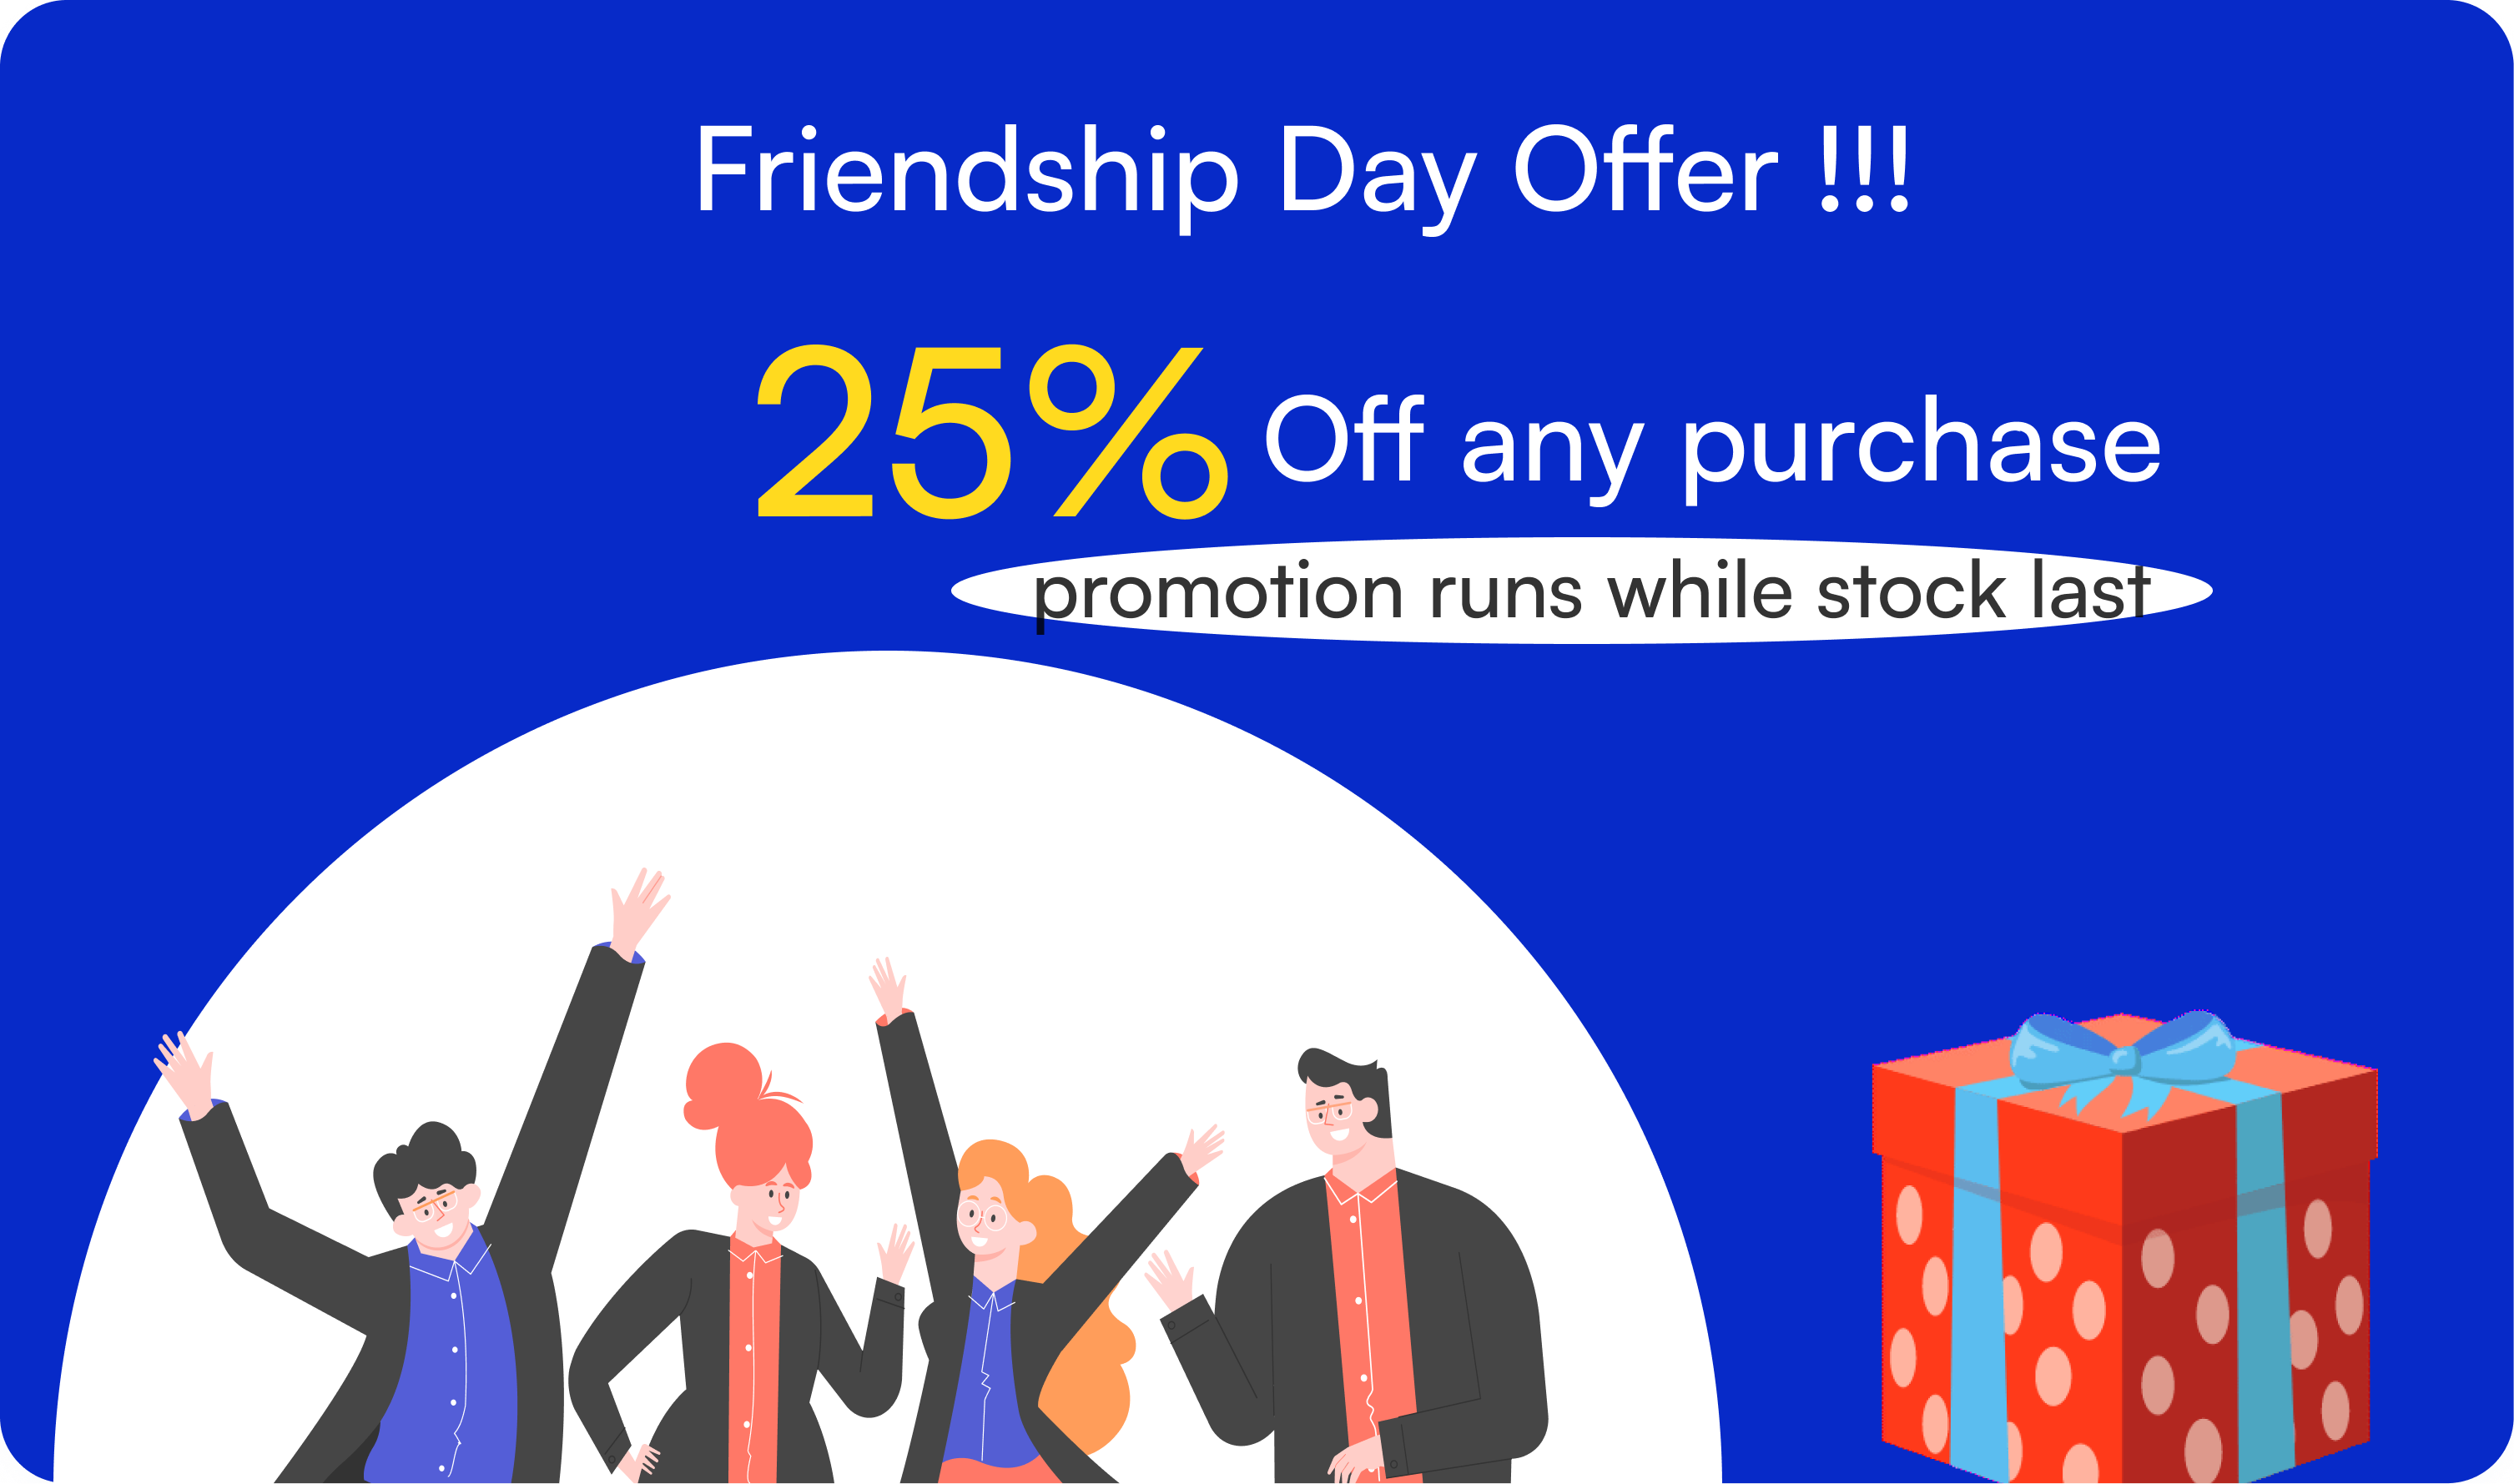 Friendship Day Offer !!!
25% Off any purchase
promotion runs while stock last